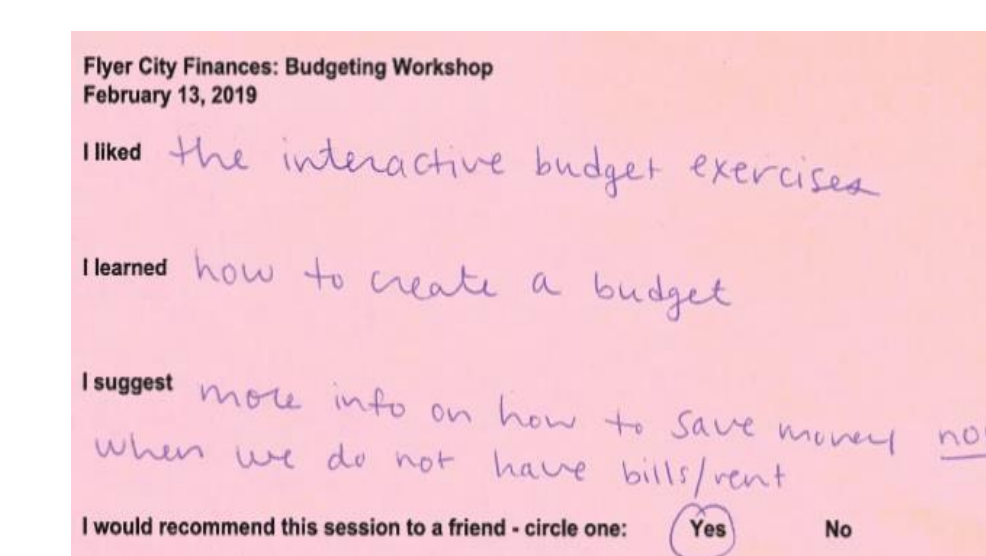 Flyer City Finances: Budgeting Workshop
February 13, 2019
I liked the interactive budget exercises
I learned how to create a budget
I suggest more info on how to save money
when we do not have bills/rent
I would recommend this session to a friend - circle one: Yes No